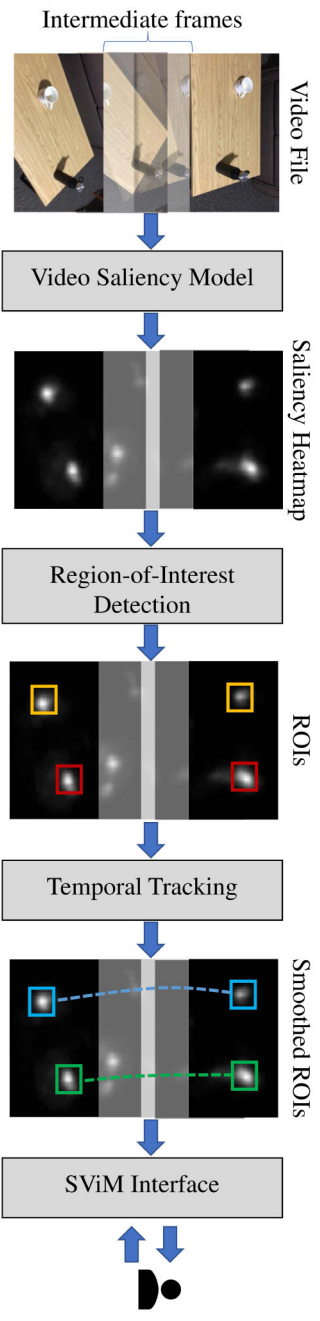 Intermediate frames
Video File
Video Saliency Model
Saliency Heatmap
Region-of-Interest
Detection
ROIs
Temporal Tracking
Smoothed ROIs
SViM Interface